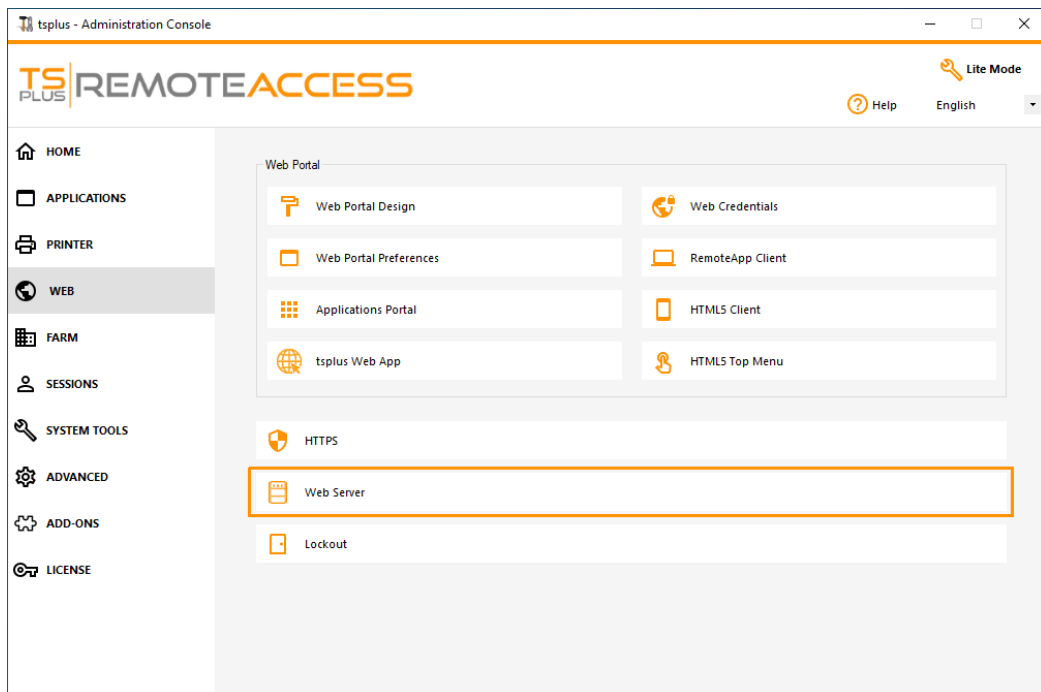 tsplus - Administration Console
TS PLUS REMOTEACCESS
Lite Mode
Help
English
HOME
APPLICATIONS
PRINTER
WEB
FARM
SESSIONS
SYSTEM TOOLS
ADVANCED
ADD-ONS
LICENSE
Web Portal
Web Portal Design
Web Credentials
Web Portal Preferences
RemoteApp Client
Applications Portal
HTML5 Client
tsplus Web App
HTML5 Top Menu
HTTPS
Web Server
Lockout